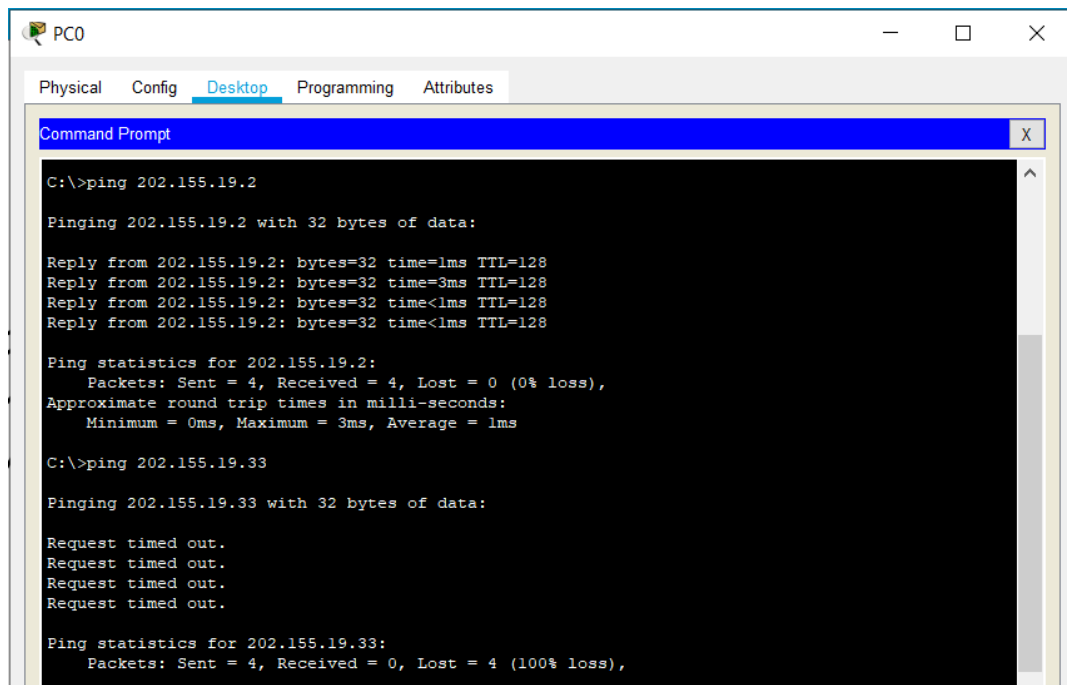 PC0
Physical Config Desktop Programming Attributes
Command Prompt
X
C:\>ping 202.155.19.2
Pinging 202.155.19.2 with 32 bytes of data:
Reply from 202.155.19.2: bytes=32 time=1ms TTL=128
Reply from 202.155.19.2: bytes=32 time=3ms TTL=128
Reply from 202.155.19.2: bytes=32 time<1ms TTL=128
Reply from 202.155.19.2: bytes=32 time<1ms TTL=128
Ping statistics for 202.155.19.2:
Packets: Sent = 4, Received = 4, Lost = 0 (0% loss),
Approximate round trip times in milli-seconds:
Minimum = 0ms, Maximum = 3ms, Average = 1ms
C:\>ping 202.155.19.33
Pinging 202.155.19.33 with 32 bytes of data:
Request timed out.
Request timed out.
Request timed out.
Request timed out.
Ping statistics for 202.155.19.33:
Packets: Sent = 4, Received = 0, Lost = 4 (100% loss),